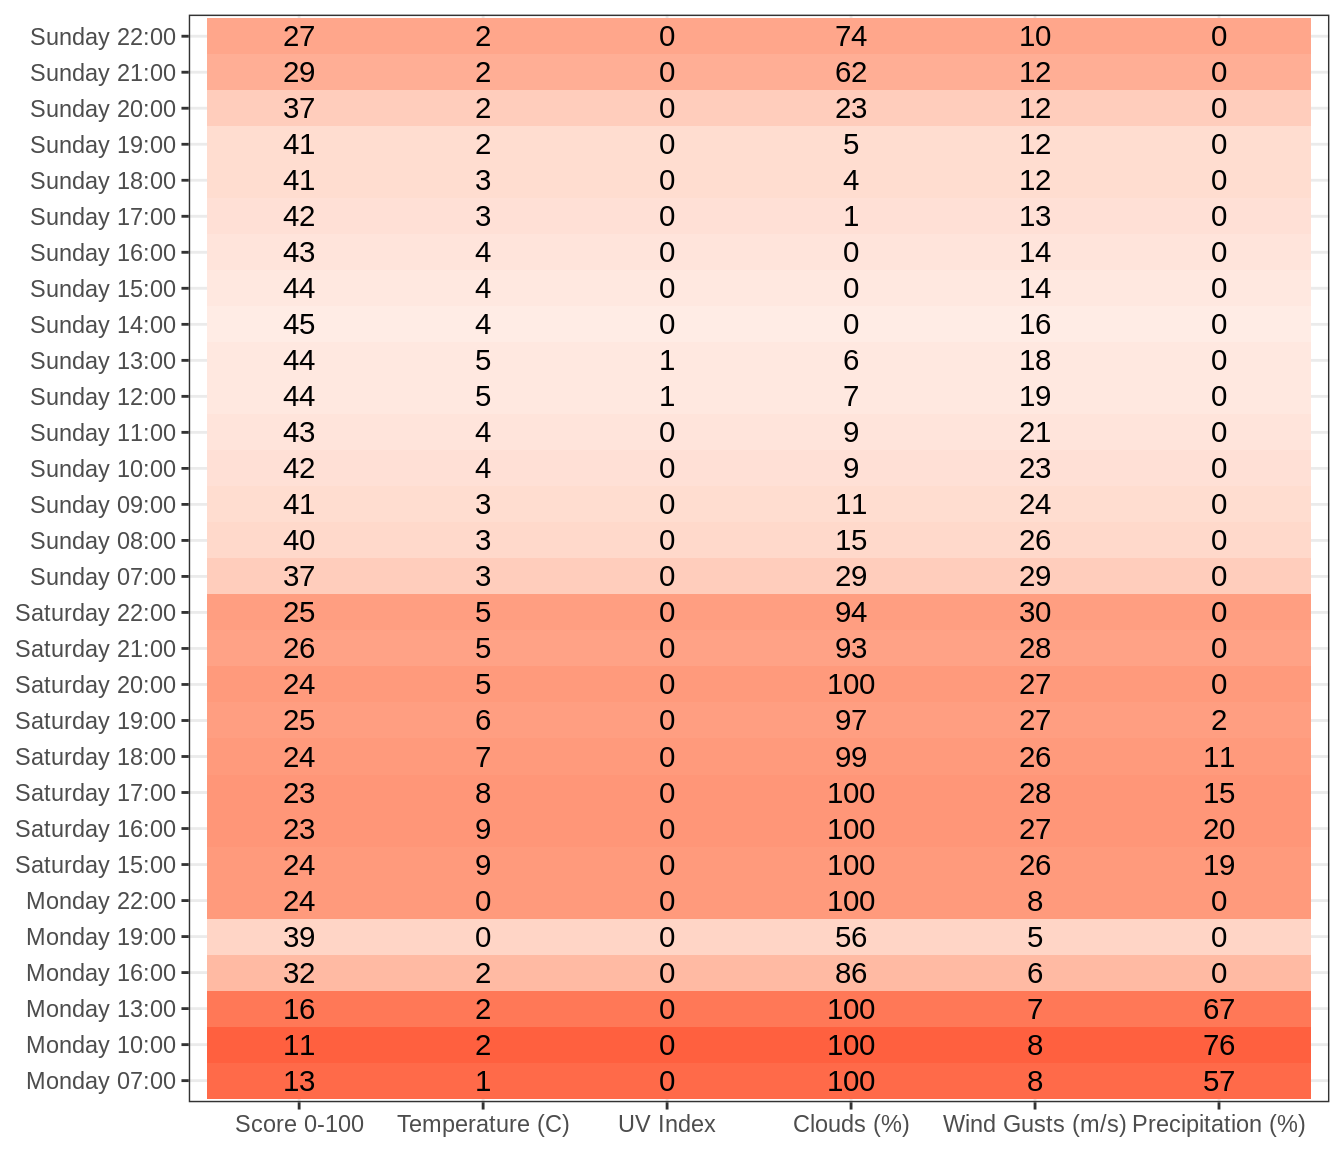 Sunday 22:00 27 2 0 74 10 0
Sunday 21:00 29 2 0 62 12 0
Sunday 20:00 37 2 0 23 12 0
Sunday 19:00 41 2 0 5 12 0
Sunday 18:00 41 3 0 4 12 0
Sunday 17:00 42 3 0 1 13 0
Sunday 16:00 43 4 0 0 14 0
Sunday 15:00 44 4 0 0 14 0
Sunday 14:00 45 4 0 0 16 0
Sunday 13:00 44 5 1 6 18 0
Sunday 12:00 44 5 1 7 19 0
Sunday 11:00 43 4 0 9 21 0
Sunday 10:00 42 4 0 9 23 0
Sunday 09:00 41 3 0 11 24 0
Sunday 08:00 40 3 0 15 26 0
Sunday 07:00 37 3 0 29 29 0
Saturday 22:00 25 5 0 94 30 0
Saturday 21:00 26 5 0 93 28 0
Saturday 20:00 24 5 0 100 27 0
Saturday 19:00 25 6 0 97 27 2
Saturday 18:00 24 7 0 99 26 11
Saturday 17:00 23 8 0 100 28 15
Saturday 16:00 23 9 0 100 27 20
Saturday 15:00 24 9 0 100 26 19
Monday 22:00 24 0 0 100 8 0
Monday 19:00 39 0 0 56 5 0
Monday 16:00 32 2 0 86 6 0
Monday 13:00 16 2 0 100 7 67
Monday 10:00 11 2 0 100 8 76
Monday 07:00 13 1 0 100 8 57
Score 0-100 Temperature (C) UV Index Clouds (%) Wind Gusts (m/s) Precipitation (%)